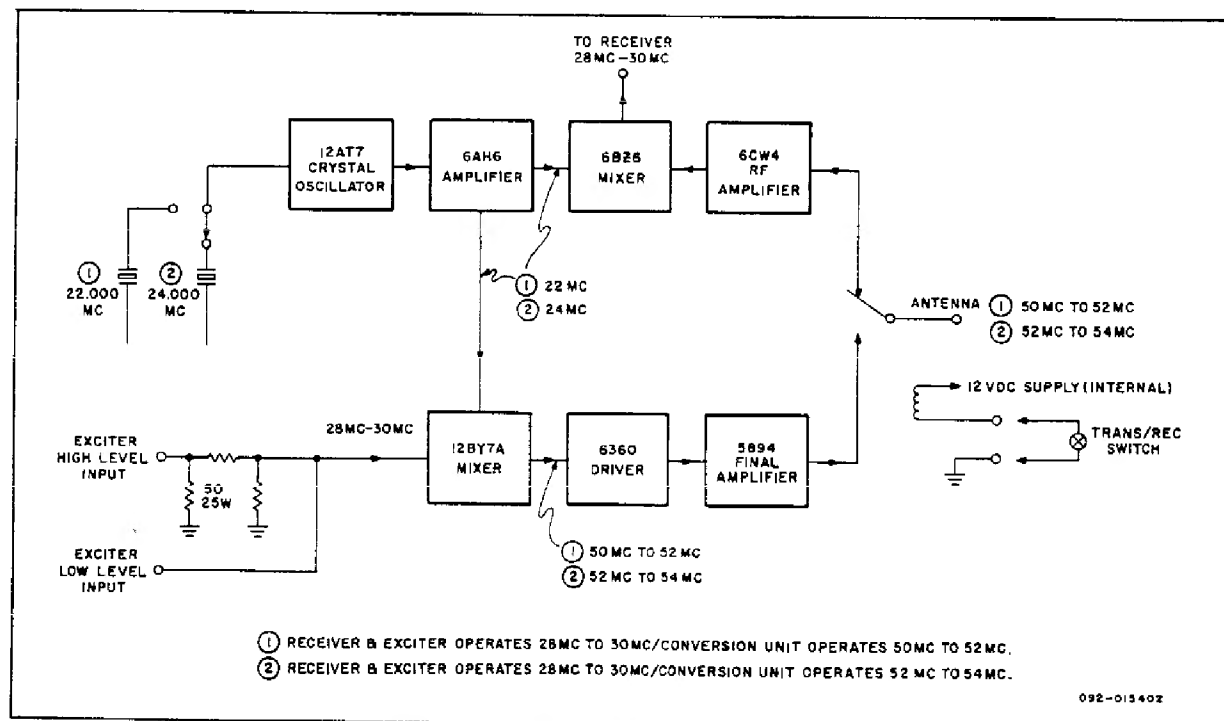 TO RECEIVER
28MC-30MC
12AT7
CRYSTAL
OSCILLATOR
6AH6
AMPLIFIER
6BZ6
MIXER
6CW4
RF
AMPLIFIER
① 22.000 MC
② 24.000 MC
① 22 MC
② 24MC
ANTENNA
① 50 MC TO 52MC
② 52 MC TO 54MC
12 VDC SUPPLY (INTERNAL)
TRANS/REC
SWITCH
EXCITER
HIGH LEVEL
INPUT
50
25W
28MC-30MC
12BY7A
MIXER
6360
DRIVER
5894
FINAL
AMPLIFIER
EXCITER
LOW LEVEL
INPUT
① 50 MC TO 52MC
② 52 MC TO 54MC
① RECEIVER & EXCITER OPERATES 28MC TO 30MC/CONVERSION UNIT OPERATES 50MC TO 52MC.
② RECEIVER & EXCITER OPERATES 28MC TO 30MC/CONVERSION UNIT OPERATES 52 MC TO 54MC.
092-015402